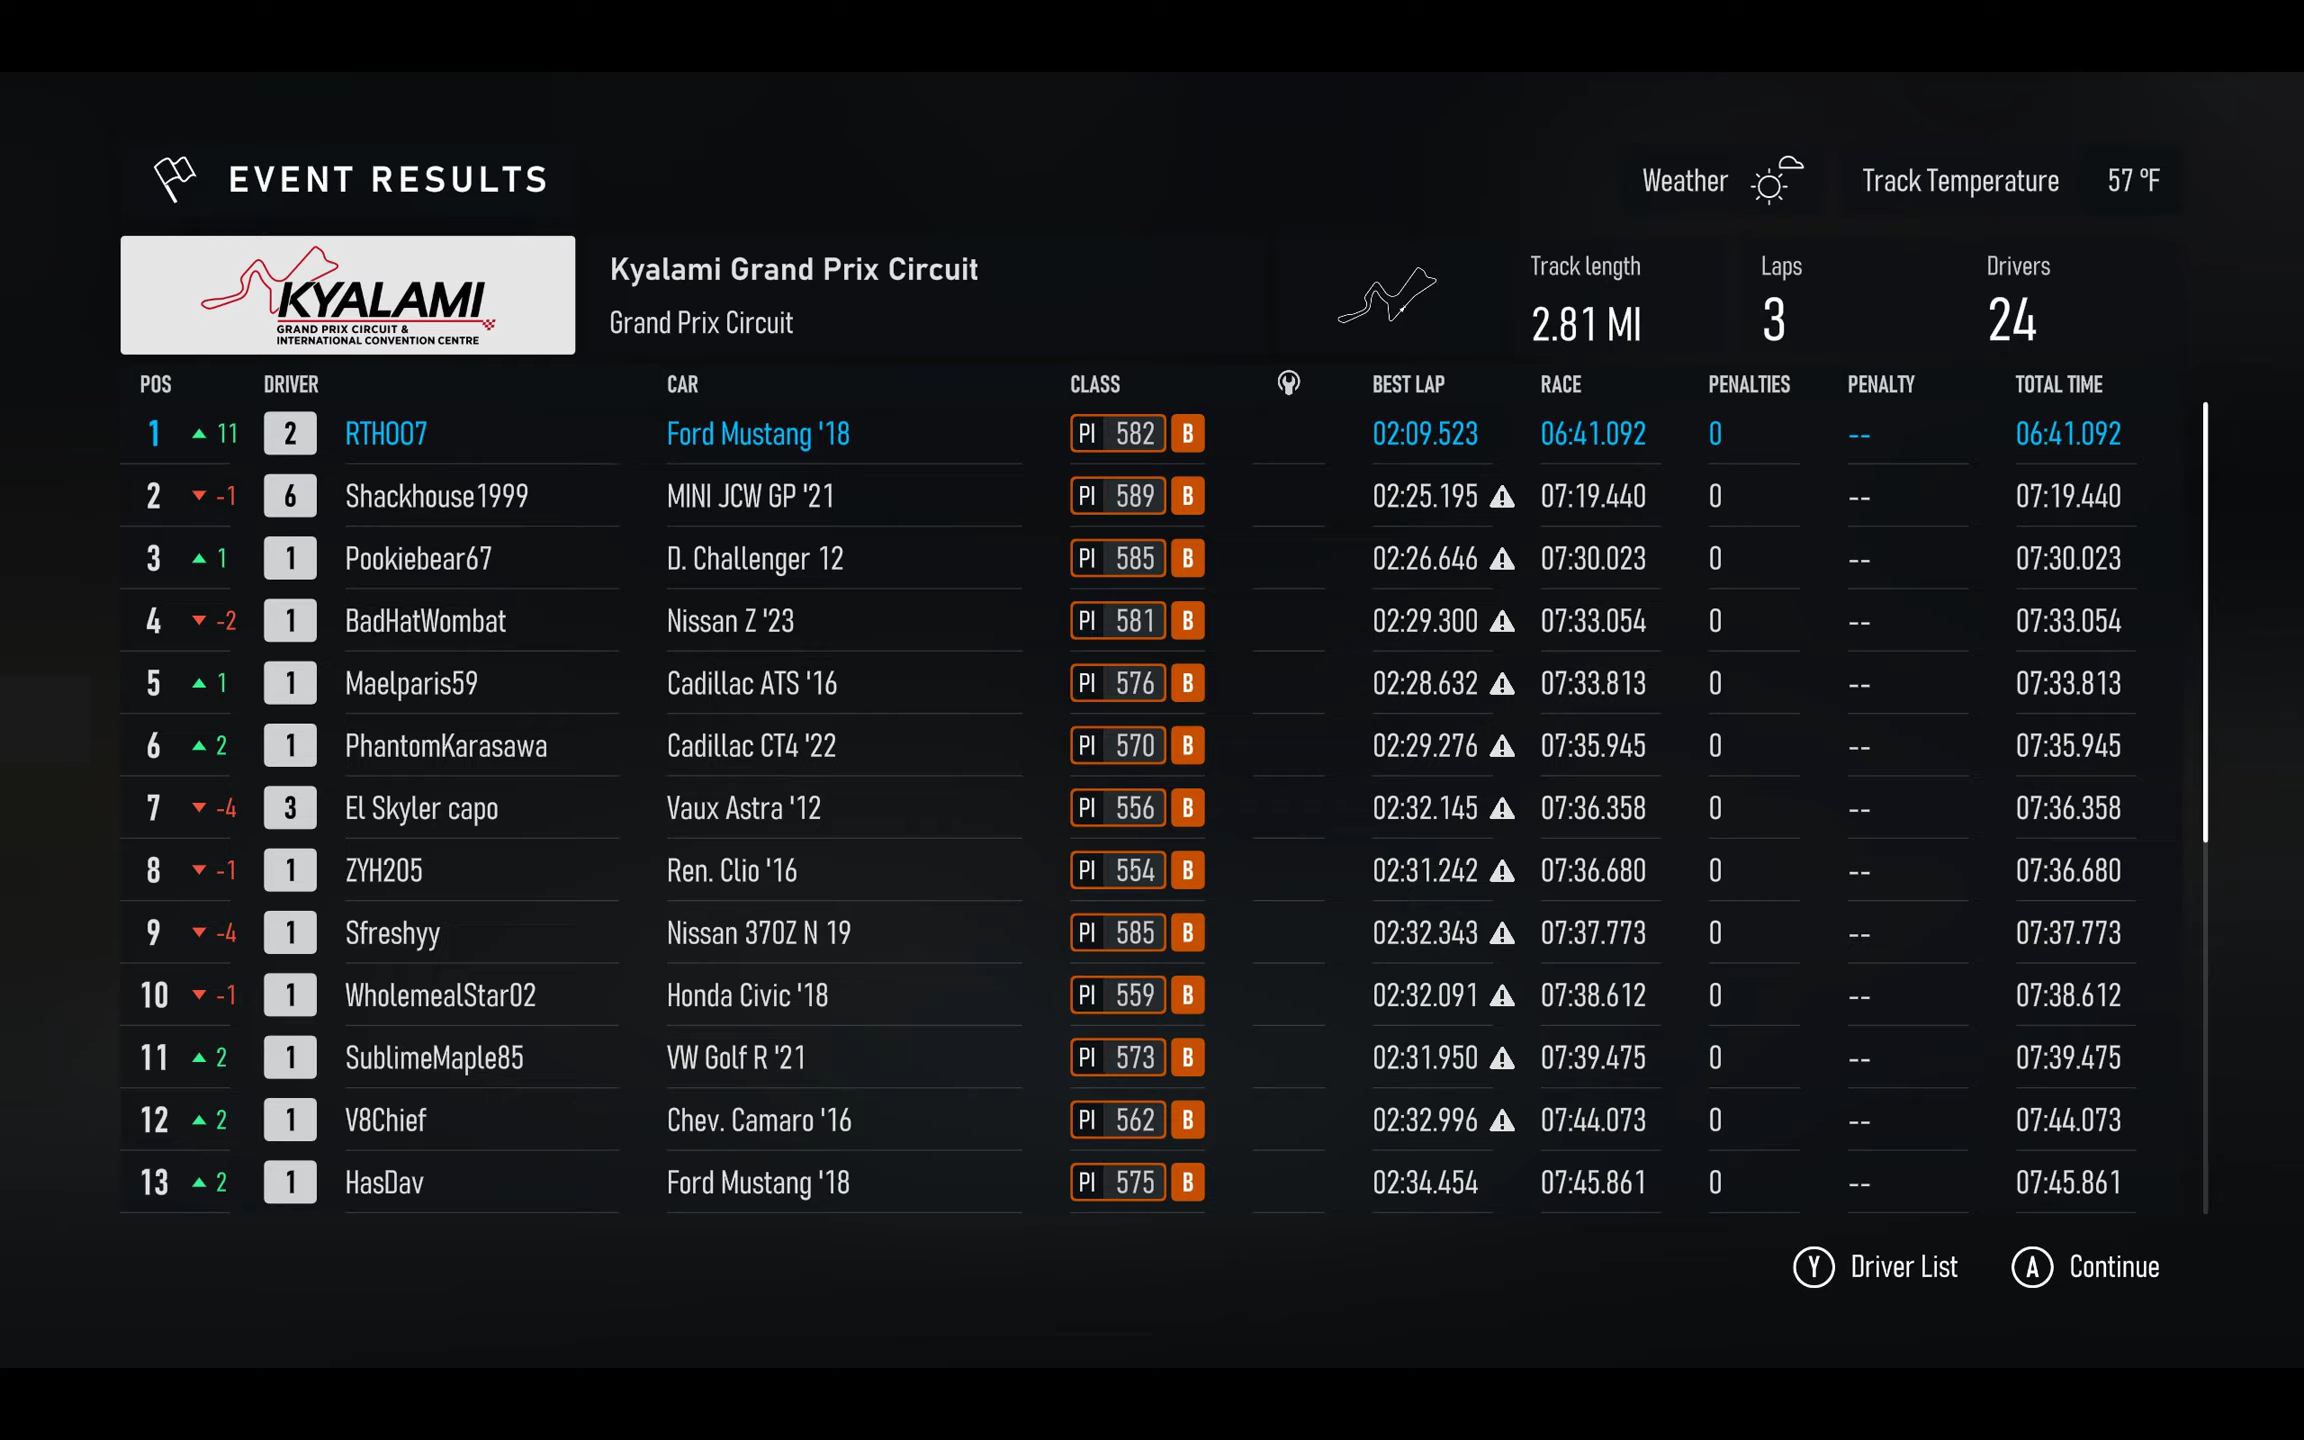 EVENT RESULTS
Weather Track Temperature 57 °F
KYALAMI
GRAND PRIX CIRCUIT &
INTERNATIONAL CONVENTION CENTRE
Kyalami Grand Prix Circuit
Grand Prix Circuit
Track length Laps Drivers
2.81 MI 3 24
POS DRIVER CAR CLASS BEST LAP RACE PENALTIES PENALTY TOTAL TIME
1 ▲ 11 2 RTH007 Ford Mustang '18 PI 582 B 02:09.523 06:41.092 0 -- 06:41.092
2 ▼ -1 6 Shackhouse1999 MINI JCW GP '21 PI 589 B 02:25.195 07:19.440 0 -- 07:19.440
3 ▲ 1 1 Pookiebear67 D. Challenger 12 PI 585 B 02:26.646 07:30.023 0 -- 07:30.023
4 ▼ -2 1 BadHatWombat Nissan Z '23 PI 581 B 02:29.300 07:33.054 0 -- 07:33.054
5 ▲ 1 1 Maelparis59 Cadillac ATS '16 PI 576 B 02:28.632 07:33.813 0 -- 07:33.813
6 ▲ 2 1 PhantomKarasawa Cadillac CT4 '22 PI 570 B 02:29.276 07:35.945 0 -- 07:35.945
7 ▼ -4 3 El Skyler capo Vaux Astra '12 PI 556 B 02:32.145 07:36.358 0 -- 07:36.358
8 ▼ -1 1 ZYH205 Ren. Clio '16 PI 554 B 02:31.242 07:36.680 0 -- 07:36.680
9 ▼ -4 1 Sfreshyy Nissan 370Z N 19 PI 585 B 02:32.343 07:37.773 0 -- 07:37.773
10 ▼ -1 1 WholemealStar02 Honda Civic '18 PI 559 B 02:32.091 07:38.612 0 -- 07:38.612
11 ▲ 2 1 SublimeMaple85 VW Golf R '21 PI 573 B 02:31.950 07:39.475 0 -- 07:39.475
12 ▲ 2 1 V8Chief Chev. Camaro '16 PI 562 B 02:32.996 07:44.073 0 -- 07:44.073
13 ▲ 2 1 HasDav Ford Mustang '18 PI 575 B 02:34.454 07:45.861 0 -- 07:45.861
Y Driver List A Continue